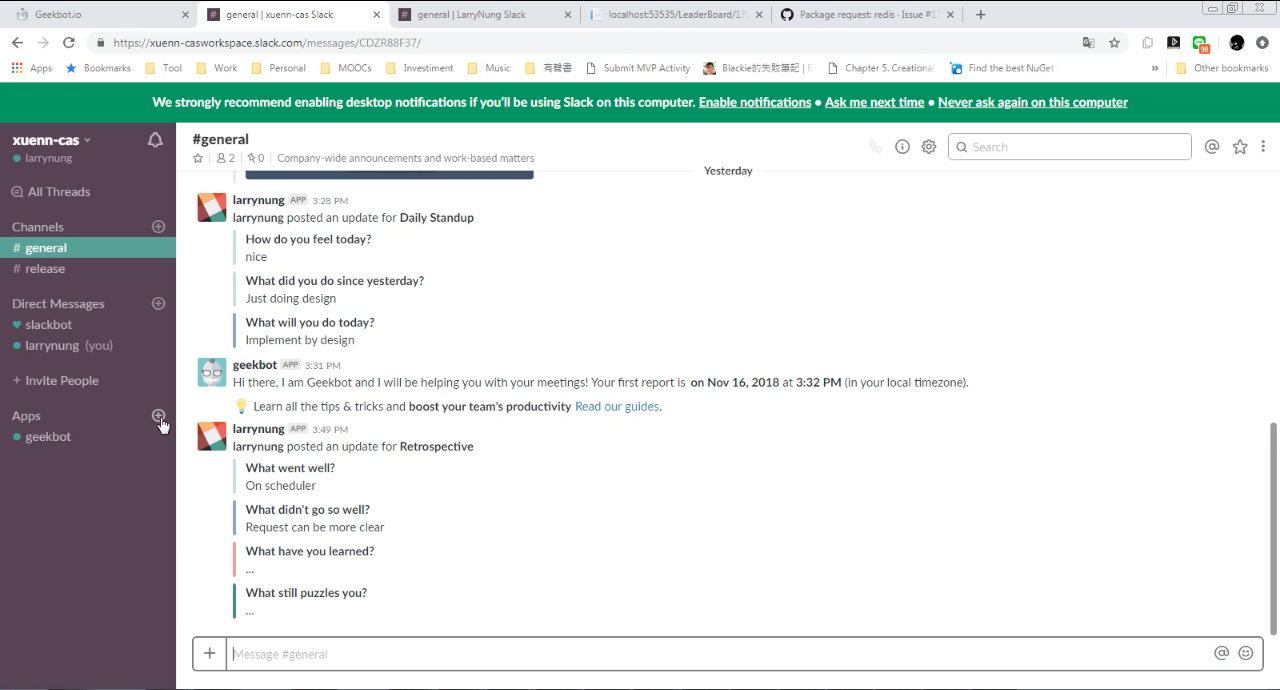 Geekbot.io
general | xuenn-cas Slack
general | LarryNung Slack
localhost:53535/LeaderBoard/1?
Package request: redis · Issue #1
https://xuenn-casworkspace.slack.com/messages/CDZR88F37/
98
Apps
Bookmarks
Tool
Work
Personal
MOOCs
Investiment
Music
有聲書
Submit MVP Activity
Blackie的失敗筆記 | E
Chapter 5. Creationa
Find the best NuGet
»
Other bookmarks
We strongly recommend enabling desktop notifications if you'll be using Slack on this computer. Enable notifications • Ask me next time • Never ask again on this computer
xuenn-cas
larrynung
All Threads
Channels
# general
# release
Direct Messages
slackbot
larrynung (you)
+ Invite People
Apps
geekbot
#general
2 | 0 | Company-wide announcements and work-based matters
Search
Yesterday
larrynung APP 3:28 PM
larrynung posted an update for Daily Standup
How do you feel today?
nice
What did you do since yesterday?
Just doing design
What will you do today?
Implement by design
geekbot APP 3:31 PM
Hi there, I am Geekbot and I will be helping you with your meetings! Your first report is on Nov 16, 2018 at 3:32 PM (in your local timezone).
Learn all the tips & tricks and boost your team's productivity Read our guides.
larrynung APP 3:49 PM
larrynung posted an update for Retrospective
What went well?
On scheduler
What didn't go so well?
Request can be more clear
What have you learned?
...
What still puzzles you?
...
Message #general